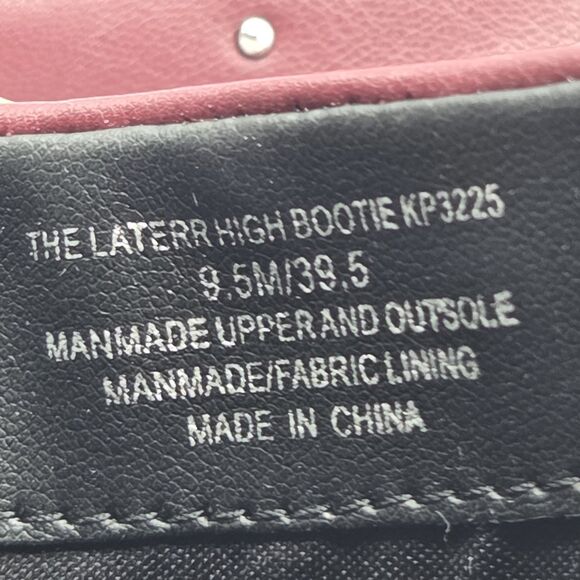 THE LATERR HIGH BOOTIE KP3225
9.5M/39.5
MANMADE UPPER AND OUTSOLE
MANMADE/FABRIC LINING
MADE IN CHINA